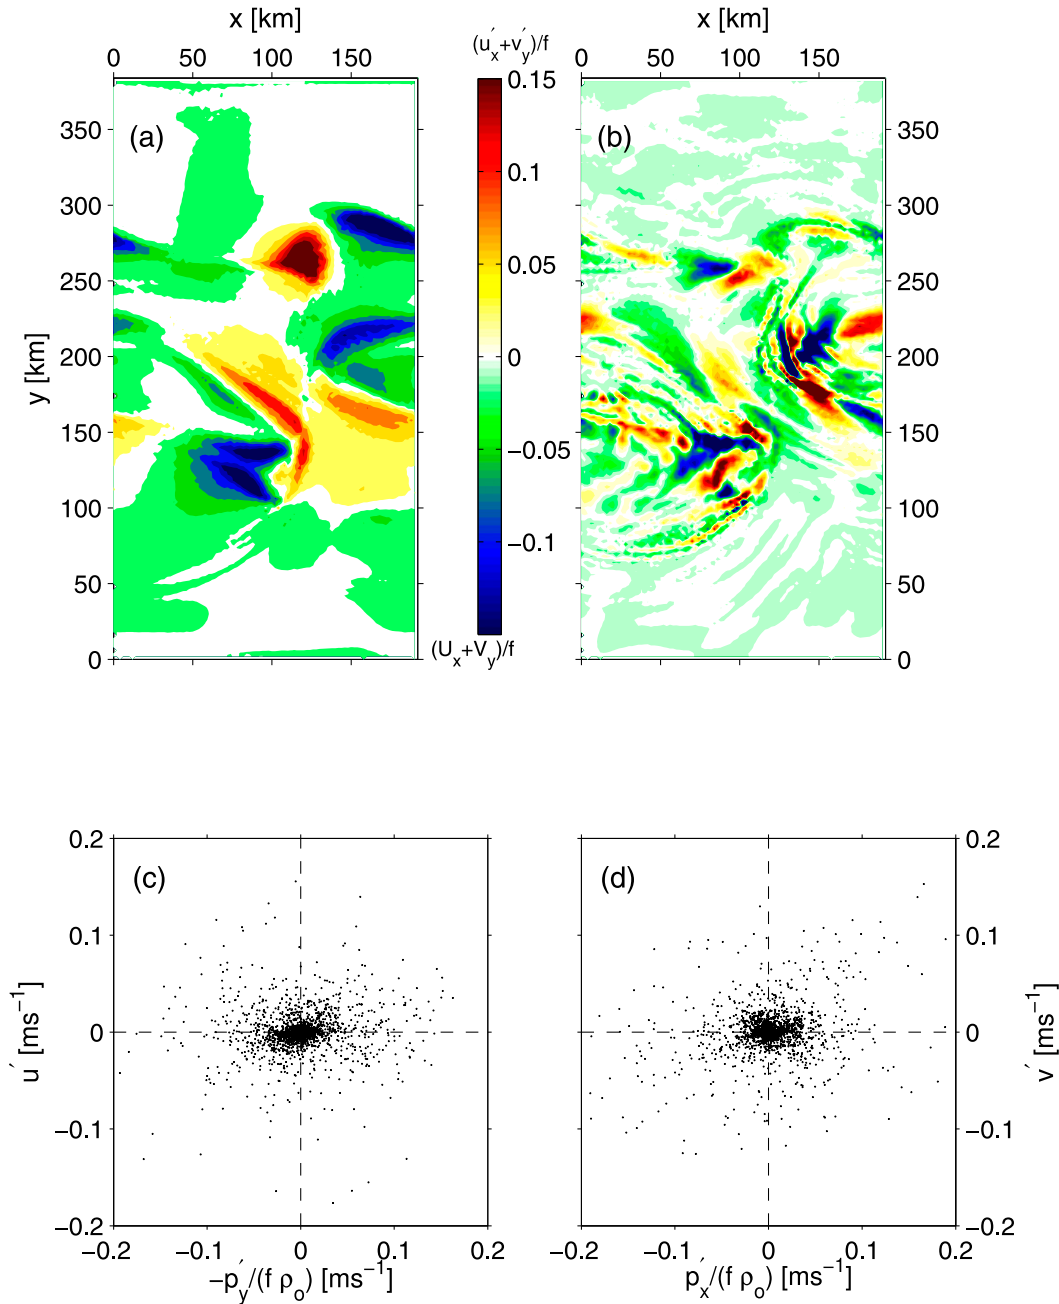 x [km]
x [km]
(u′x+v′y)/f
0 50 100 150
0 50 100 150
0.15
0.1
0.05
0
−0.05
−0.1
(Ux+Vy)/f
(a)
350
300
250
200
150
100
50
0
y [km]
(b)
350
300
250
200
150
100
50
0
(c)
0.2
0.1
0
−0.1
−0.2
u′ [ms−1]
−0.2 −0.1 0 0.1 0.2
−p′y/(f ρo) [ms−1]
(d)
0.2
0.1
0
−0.1
−0.2
v′ [ms−1]
−0.2 −0.1 0 0.1 0.2
p′x/(f ρo) [ms−1]